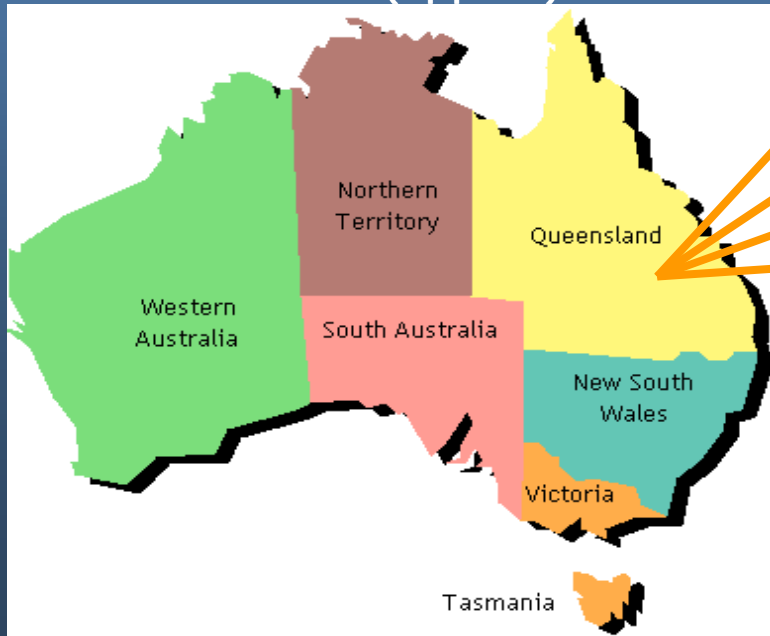 Northern
Territory
Queensland
Western
Australia
South Australia
New South
Wales
Victoria
Tasmania